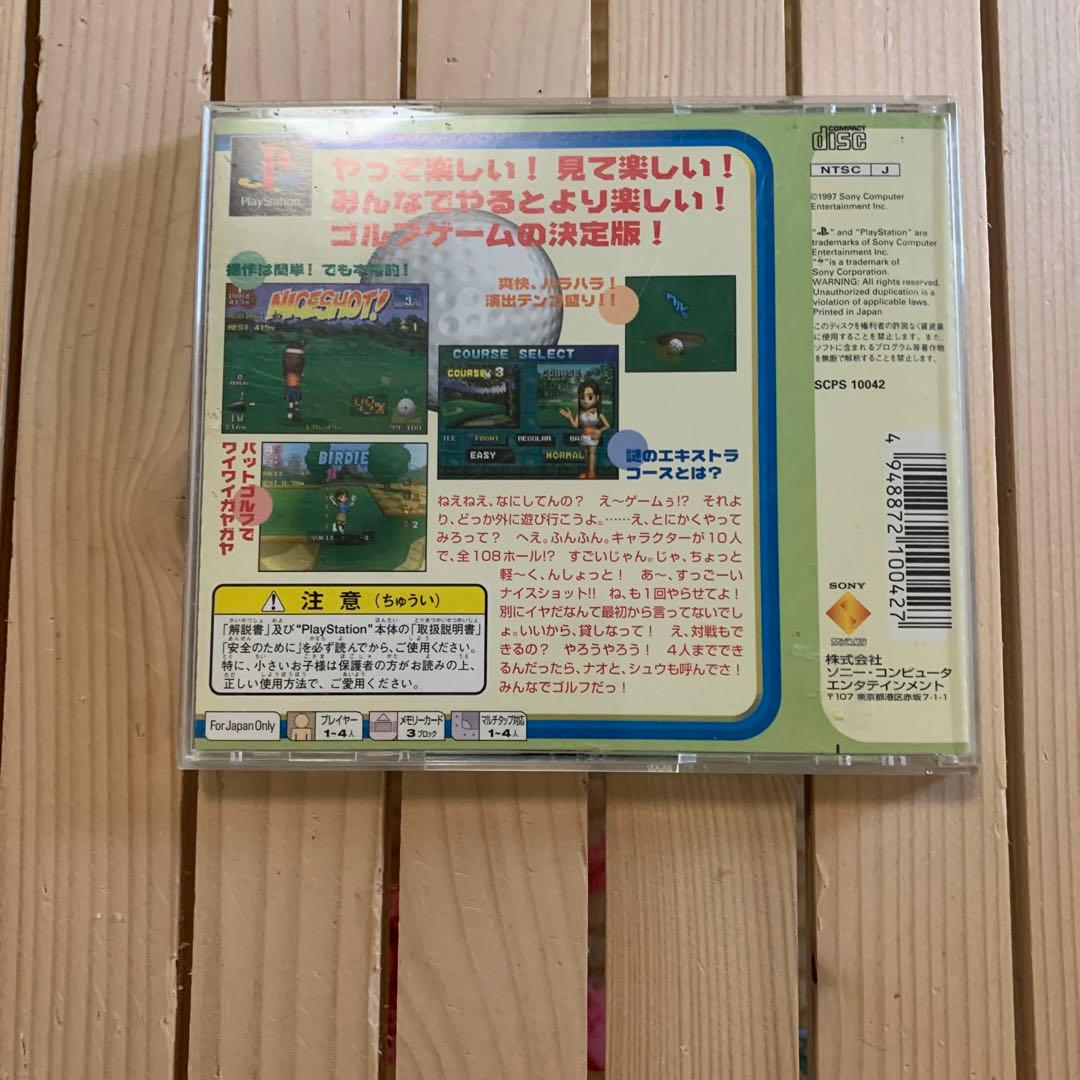 PlayStation
やって楽しい！ 見て楽しい！
みんなでやるとより楽しい！
ゴルフゲームの決定版！
操作は簡単！でも本格的！
NICESHOT!
REST. 415y
3
1
49%
1W
216y
99-100
爽快、ハラハラ！
演出テンコ盛り！！
COURSE SELECT
COURSE 3
COURSE
TEE FRONT REGULAR BA
EASY NORMAL
謎のエキストラ
コースとは？
パットゴルフで
ワイワイガヤガヤ
BIRDIE
YUKI3 -3
ねえねえ、なにしてんの？ え〜ゲームぅ!? それよ
り、どっか外に遊び行こうよ。……え、とにかくやって
みろって？ へえ。ふんふん。キャラクターが10人
で、全108ホール!? すごいじゃん。じゃ、ちょっと
軽〜く、んしょっと！ あ〜、すっごーい
ナイスショット!! ね、も1回やらせてよ！
別にイヤだなんて最初から言ってないでし
ょ。いいから、貸しなって！ え、対戦もで
きるの？ やろうやろう！ 4人までででき
るんだったら、ナオと、シュウも呼んでさ！
みんなでゴルフだっ！
注 意（ちゅうい）
「解説書」及び"PlayStation"本体の「取扱説明書」
「安全のために」を必ず読んでから、ご使用ください。
特に、小さいお子様は保護者の方がお読みの上、
正しい使用方法で、ご愛用ください。
For Japan Only
プレイヤー
1~4人
メモリーカード
3ブロック
マルチタップ対応
1~4人
COMPACT
disc
NTSC J
©1997 Sony Computer
Entertainment Inc.
" " and "PlayStation" are
trademarks of Sony Computer
Entertainment Inc.
" " is a trademark of
Sony Corporation.
WARNING: All rights reserved.
Unauthorized duplication is a
violation of applicable laws.
Printed in Japan
このディスクを権利者の許諾なく賃貸業
に使用することを禁止します。また、
ソフトに含まれるプログラム等著作物
を無断で解析することを禁止します。
SCPS 10042
4 948872 100427
SONY
COMPUTER
ENTERTAINMENT
株式会社
ソニー・コンピュータ
エンタテインメント
〒107 東京都港区赤坂7-1-1